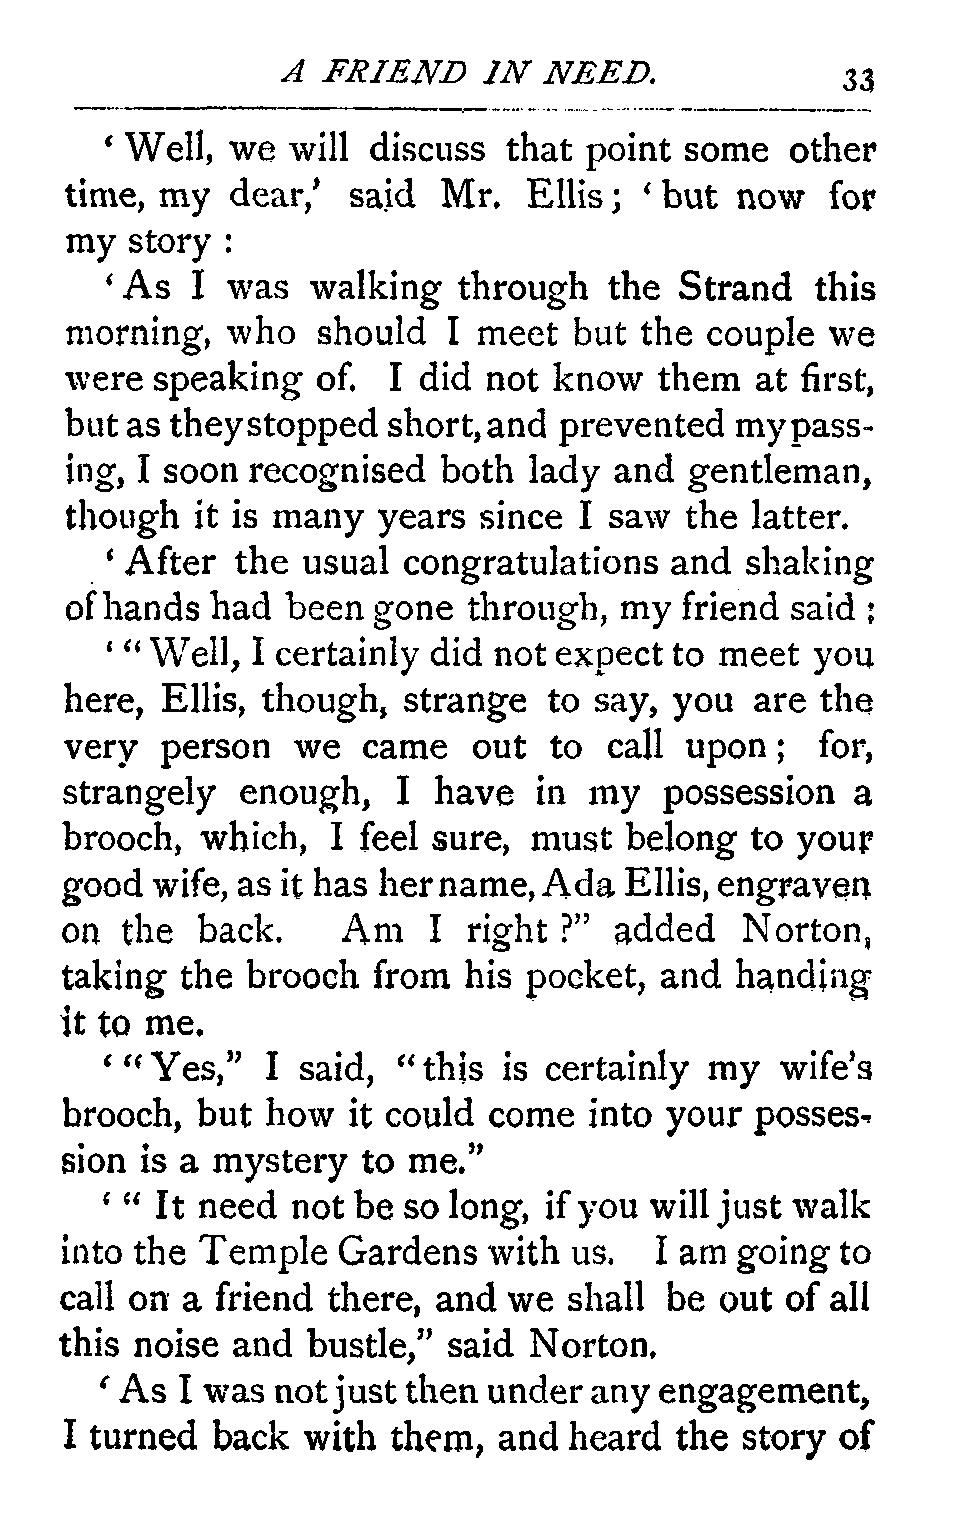 A FRIEND IN NEED. 33
‘ Well, we will discuss that point some other
time, my dear,’ said Mr. Ellis ; ‘ but now for
my story :
‘ As I was walking through the Strand this
morning, who should I meet but the couple we
were speaking of. I did not know them at first,
but as they stopped short, and prevented my pass-
ing, I soon recognised both lady and gentleman,
though it is many years since I saw the latter.
‘ After the usual congratulations and shaking
of hands had been gone through, my friend said :
‘ “ Well, I certainly did not expect to meet you
here, Ellis, though, strange to say, you are the
very person we came out to call upon ; for,
strangely enough, I have in my possession a
brooch, which, I feel sure, must belong to your
good wife, as it has her name, Ada Ellis, engraven
on the back. Am I right ?” added Norton,
taking the brooch from his pocket, and handing
it to me.
‘ “ Yes,” I said, “ this is certainly my wife’s
brooch, but how it could come into your posses-
sion is a mystery to me.”
‘ “ It need not be so long, if you will just walk
into the Temple Gardens with us. I am going to
call on a friend there, and we shall be out of all
this noise and bustle,” said Norton.
‘ As I was not just then under any engagement,
I turned back with them, and heard the story of